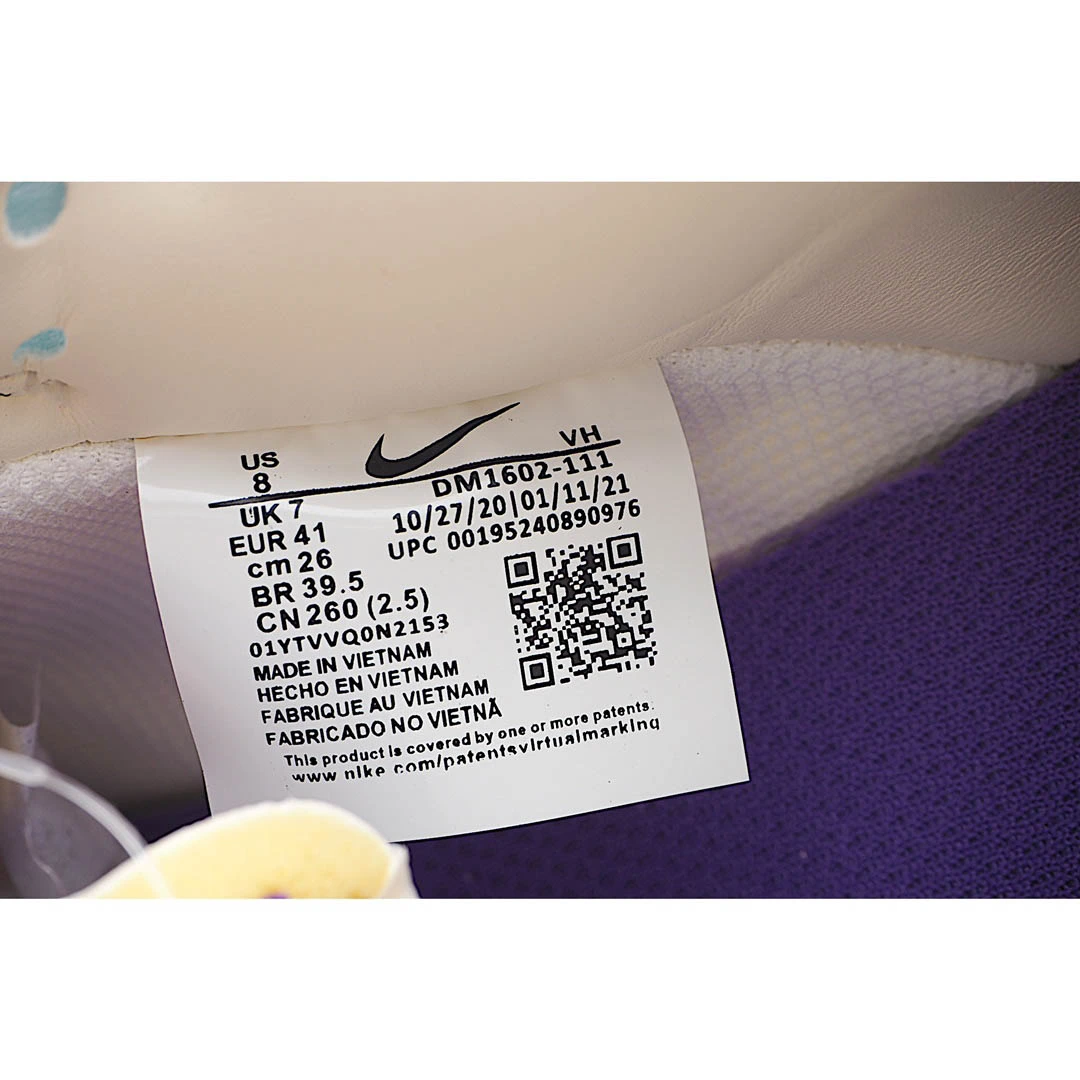 US
8
VH
UK 7
DM1602-111
EUR 41
10/27/20|01/11/21
cm 26
UPC 00195240890976
BR 39.5
CN 260 (2.5)
01YTVVQ0N2153
MADE IN VIETNAM
HECHO EN VIETNAM
FABRIQUE AU VIETNAM
FABRICADO NO VIETNÃ
This product is covered by one or more patents.
www nike.com/patentsvirtualmarking